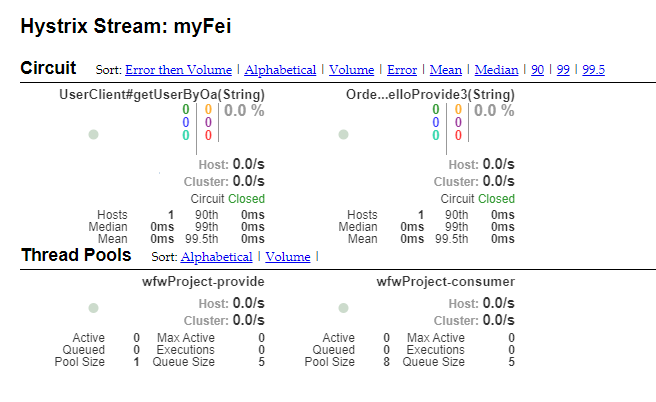 Hystrix Stream: myFei
Circuit Sort: Error then Volume | Alphabetical | Volume | Error | Mean | Median | 90 | 99 | 99.5
UserClient#getUserByOa(String) Orde...elloProvide3(String)
0 0 0.0 % 0 0 0.0 %
0 0 0 0
0 0 0 0
Host: 0.0/s Host: 0.0/s
Cluster: 0.0/s Cluster: 0.0/s
Circuit Closed Circuit Closed
Hosts 1 90th 0ms Hosts 1 90th 0ms
Median 0ms 99th 0ms Median 0ms 99th 0ms
Mean 0ms 99.5th 0ms Mean 0ms 99.5th 0ms
Thread Pools Sort: Alphabetical | Volume |
wfwProject-provide wfwProject-consumer
Host: 0.0/s Host: 0.0/s
Cluster: 0.0/s Cluster: 0.0/s
Active 0 Max Active 0 Active 0 Max Active 0
Queued 0 Executions 0 Queued 0 Executions 0
Pool Size 1 Queue Size 5 Pool Size 8 Queue Size 5